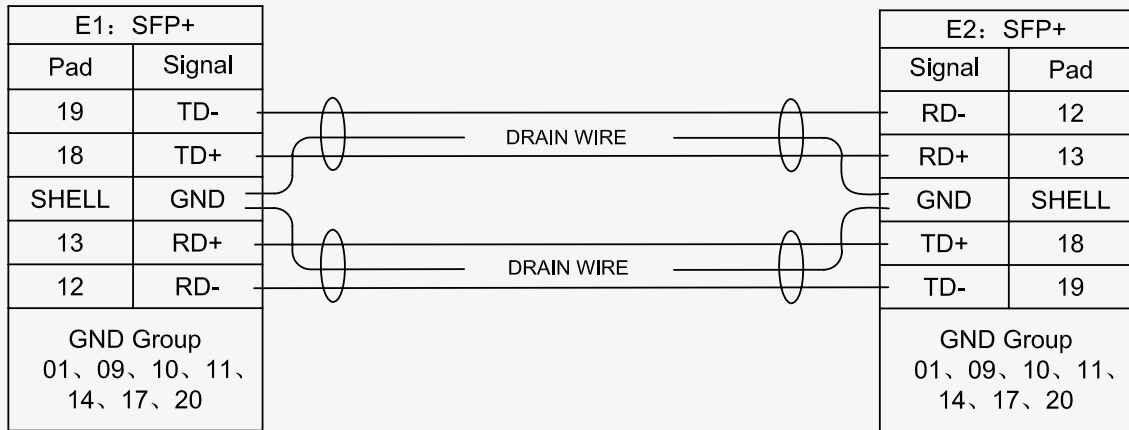 E1：SFP+
Pad Signal
19 TD-
18 TD+
SHELL GND
13 RD+
12 RD-
GND Group
01、09、10、11、
14、17、20
DRAIN WIRE
DRAIN WIRE
E2：SFP+
Signal Pad
RD- 12
RD+ 13
GND SHELL
TD+ 18
TD- 19
GND Group
01、09、10、11、
14、17、20